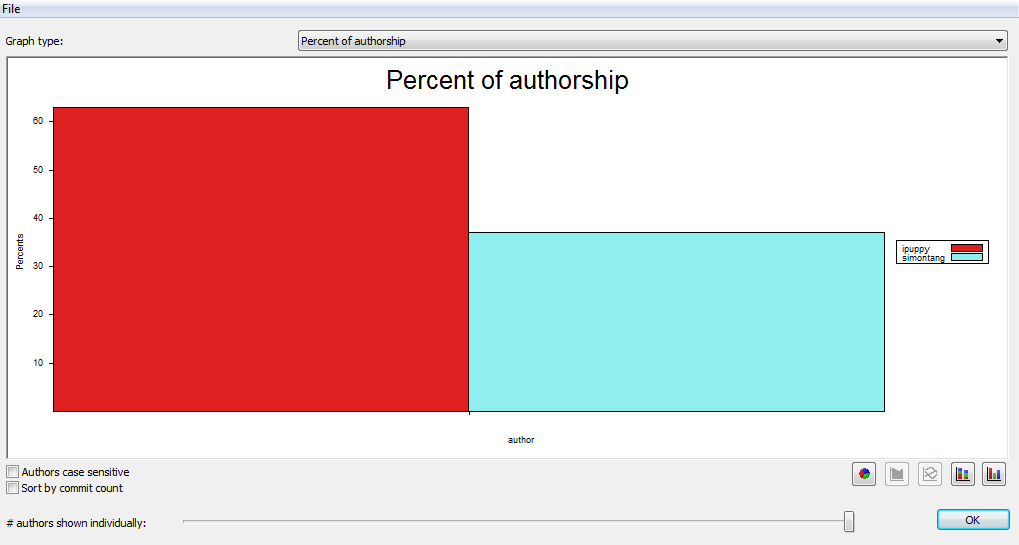 File
Graph type:
Percent of authorship
Percent of authorship
60
50
40
30
20
10
Percents
author
ipuppy
simontang
Authors case sensitive
Sort by commit count
# authors shown individually:
OK